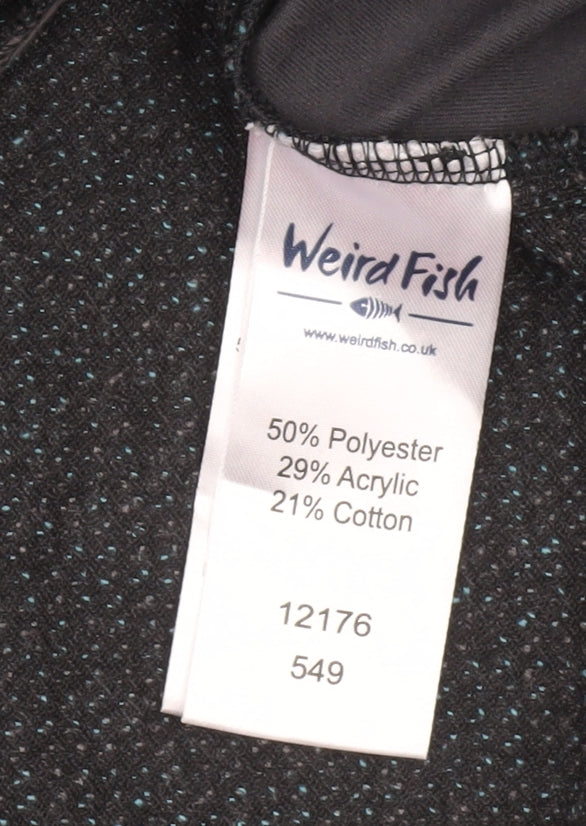 Weird Fish
www.weirdfish.co.uk
50% Polyester
29% Acrylic
21% Cotton
12176
549